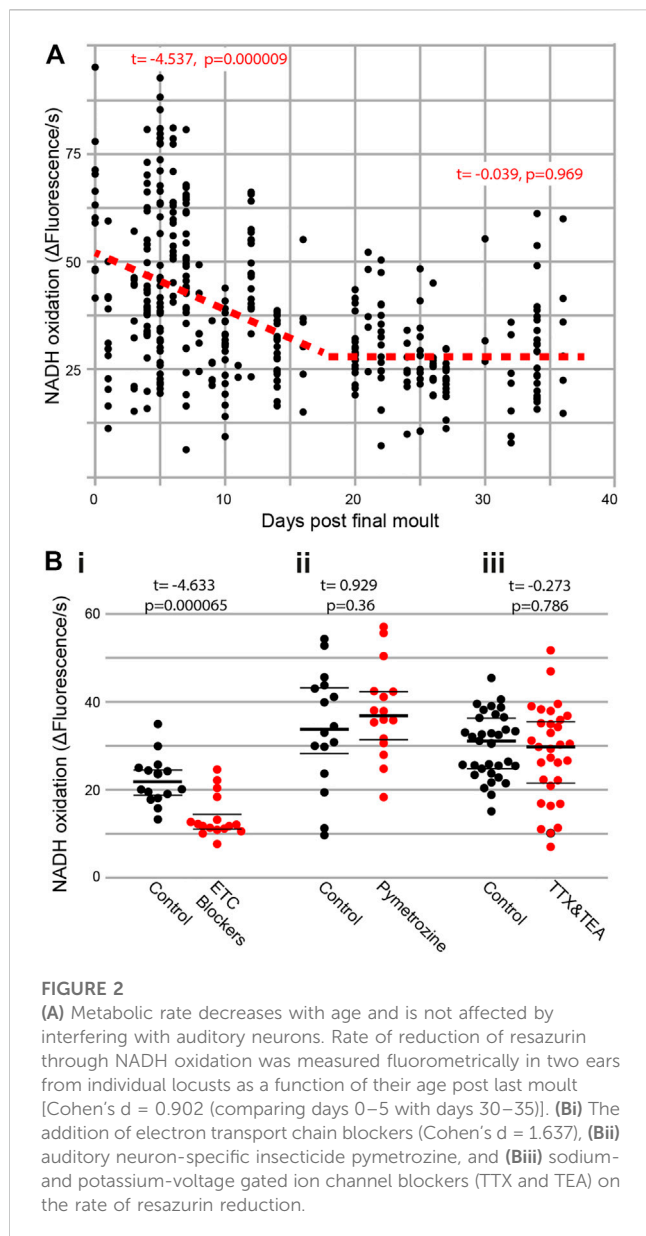 A
t= -4.537, p=0.000009
t= -0.039, p=0.969
NADH oxidation (ΔFluorescence/s)
75
50
25
0
10
20
30
40
Days post final moult
B
i
ii
iii
t= -4.633
p=0.000065
t= 0.929
p=0.36
t= -0.273
p=0.786
NADH oxidation (ΔFluorescence/s)
60
40
20
0
Control
ETC
Blockers
Control
Pymetrozine
Control
TTX&TEA
FIGURE 2
(A) Metabolic rate decreases with age and is not affected by
interfering with auditory neurons. Rate of reduction of resazurin
through NADH oxidation was measured fluorometrically in two ears
from individual locusts as a function of their age post last moult
[Cohen's d = 0.902 (comparing days 0–5 with days 30–35)]. (Bi) The
addition of electron transport chain blockers (Cohen's d = 1.637), (Bii)
auditory neuron-specific insecticide pymetrozine, and (Biii) sodium-
and potassium-voltage gated ion channel blockers (TTX and TEA) on
the rate of resazurin reduction.